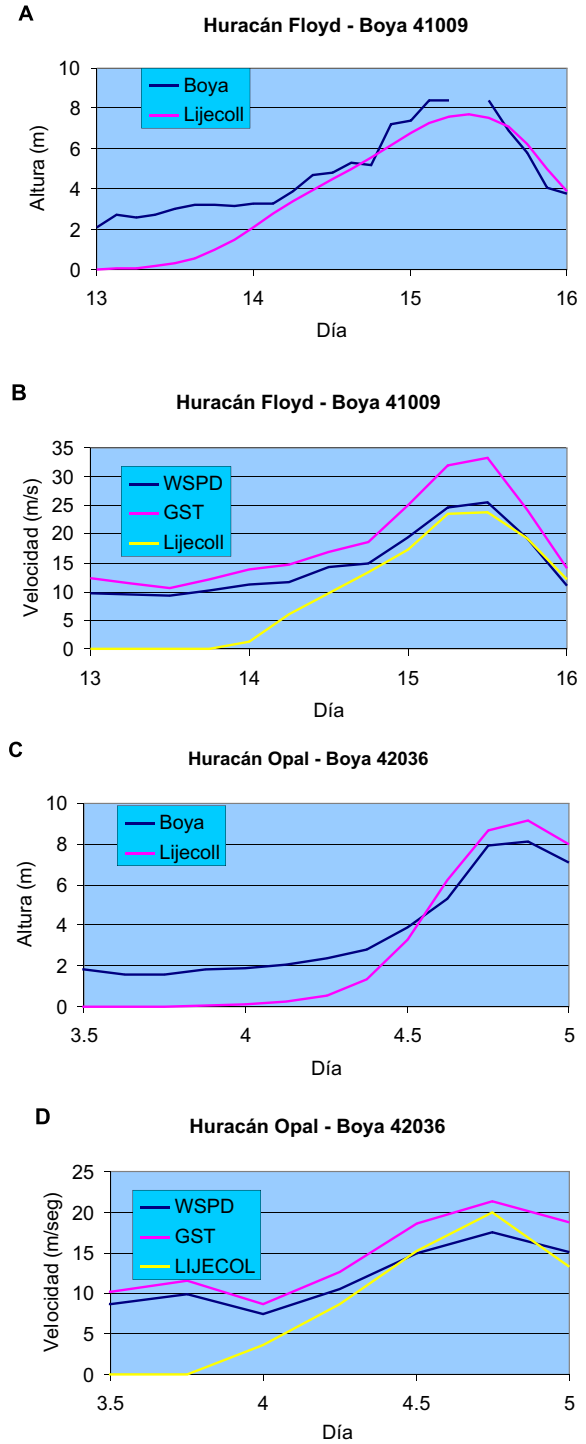 A
Huracán Floyd - Boya 41009
10
8
6
4
2
0
Altura (m)
Boya
Lijecoll
13 14 15 16
Día
B
Huracán Floyd - Boya 41009
35
30
25
20
15
10
5
0
Velocidad (m/s)
WSPD
GST
Lijecoll
13 14 15 16
Día
C
Huracán Opal - Boya 42036
10
8
6
4
2
0
Altura (m)
Boya
Lijecoll
3.5 4 4.5 5
Día
D
Huracán Opal - Boya 42036
25
20
15
10
5
0
Velocidad (m/seg)
WSPD
GST
LIJECOL
3.5 4 4.5 5
Día